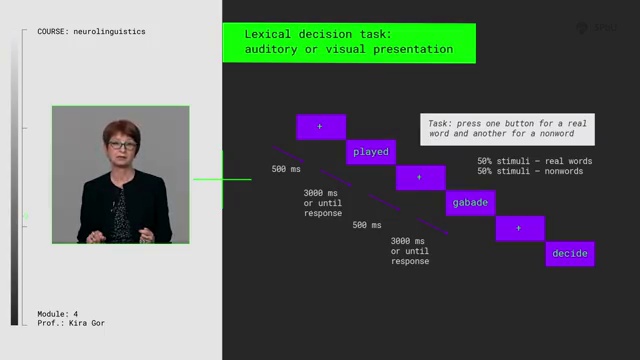 COURSE: neurolinguistics
Lexical decision task:
auditory or visual presentation
Task: press one button for a real
word and another for a nonword
+
played
50% stimuli – real words
50% stimuli – nonwords
500 ms
+
3000 ms
or until
response
gabade
500 ms
+
3000 ms
or until
response
decide
Module: 4
Prof.: Kira Gor